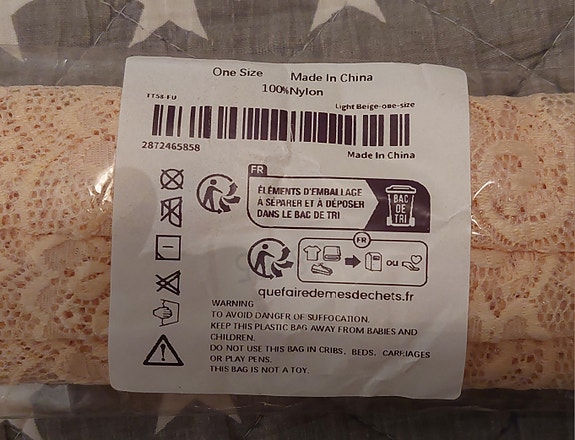 One Size Made In China
100%Nylon
TT58-FU Light Beige-one-size
2872465858 Made In China
FR
ÉLÉMENTS D'EMBALLAGE
À SÉPARER ET À DÉPOSER
DANS LE BAC DE TRI
BAC
DE
TRI
FR
OU
quefairedemesdechets.fr
WARNING
TO AVOID DANGER OF SUFFOCATION.
KEEP THIS PLASTIC BAG AWAY FROM BABIES AND
CHILDREN.
DO NOT USE THIS BAG IN CRIBS, BEDS, CARRIAGES
OR PLAY PENS.
THIS BAG IS NOT A TOY.